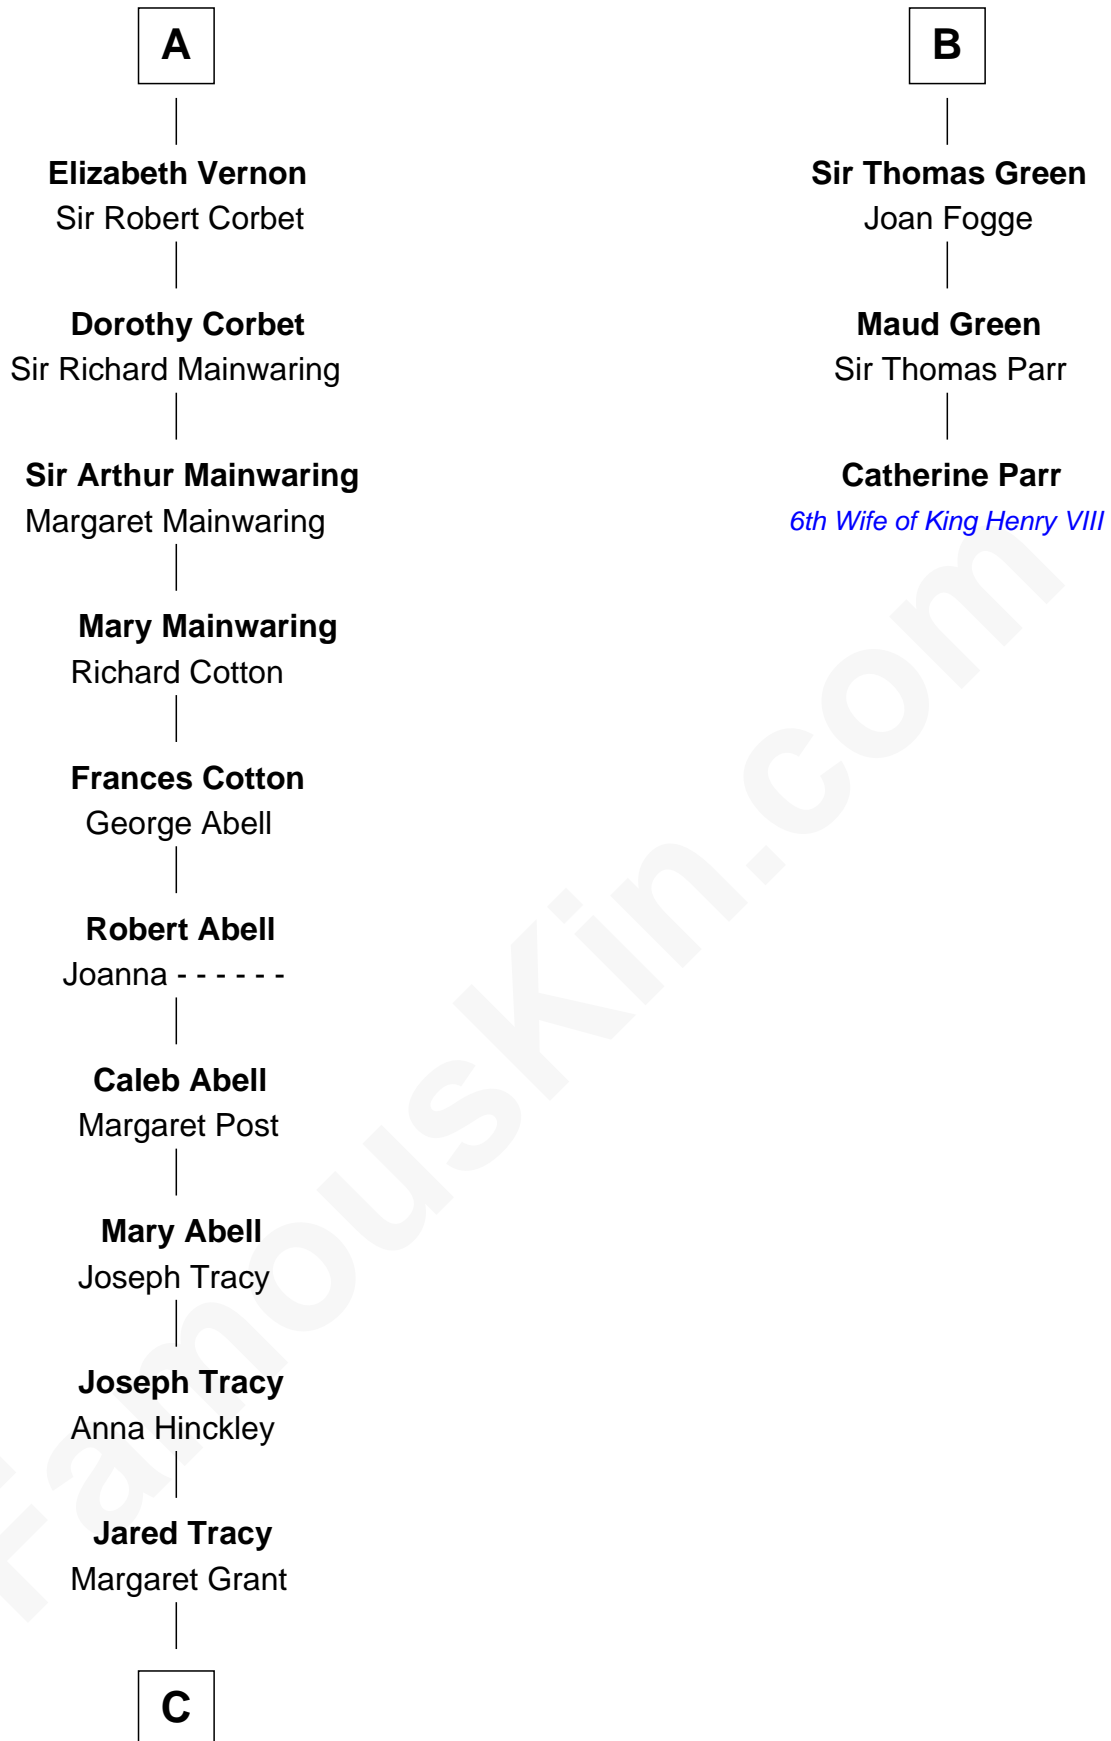 A
Elizabeth Vernon
Sir Robert Corbet
Dorothy Corbet
Sir Richard Mainwaring
Sir Arthur Mainwaring
Margaret Mainwaring
Mary Mainwaring
Richard Cotton
Frances Cotton
George Abell
Robert Abell
Joanna - - - - - -
Caleb Abell
Margaret Post
Mary Abell
Joseph Tracy
Joseph Tracy
Anna Hinckley
Jared Tracy
Margaret Grant
C
B
Sir Thomas Green
Joan Fogge
Maud Green
Sir Thomas Parr
Catherine Parr
6th Wife of King Henry VIII
FamousKin.com